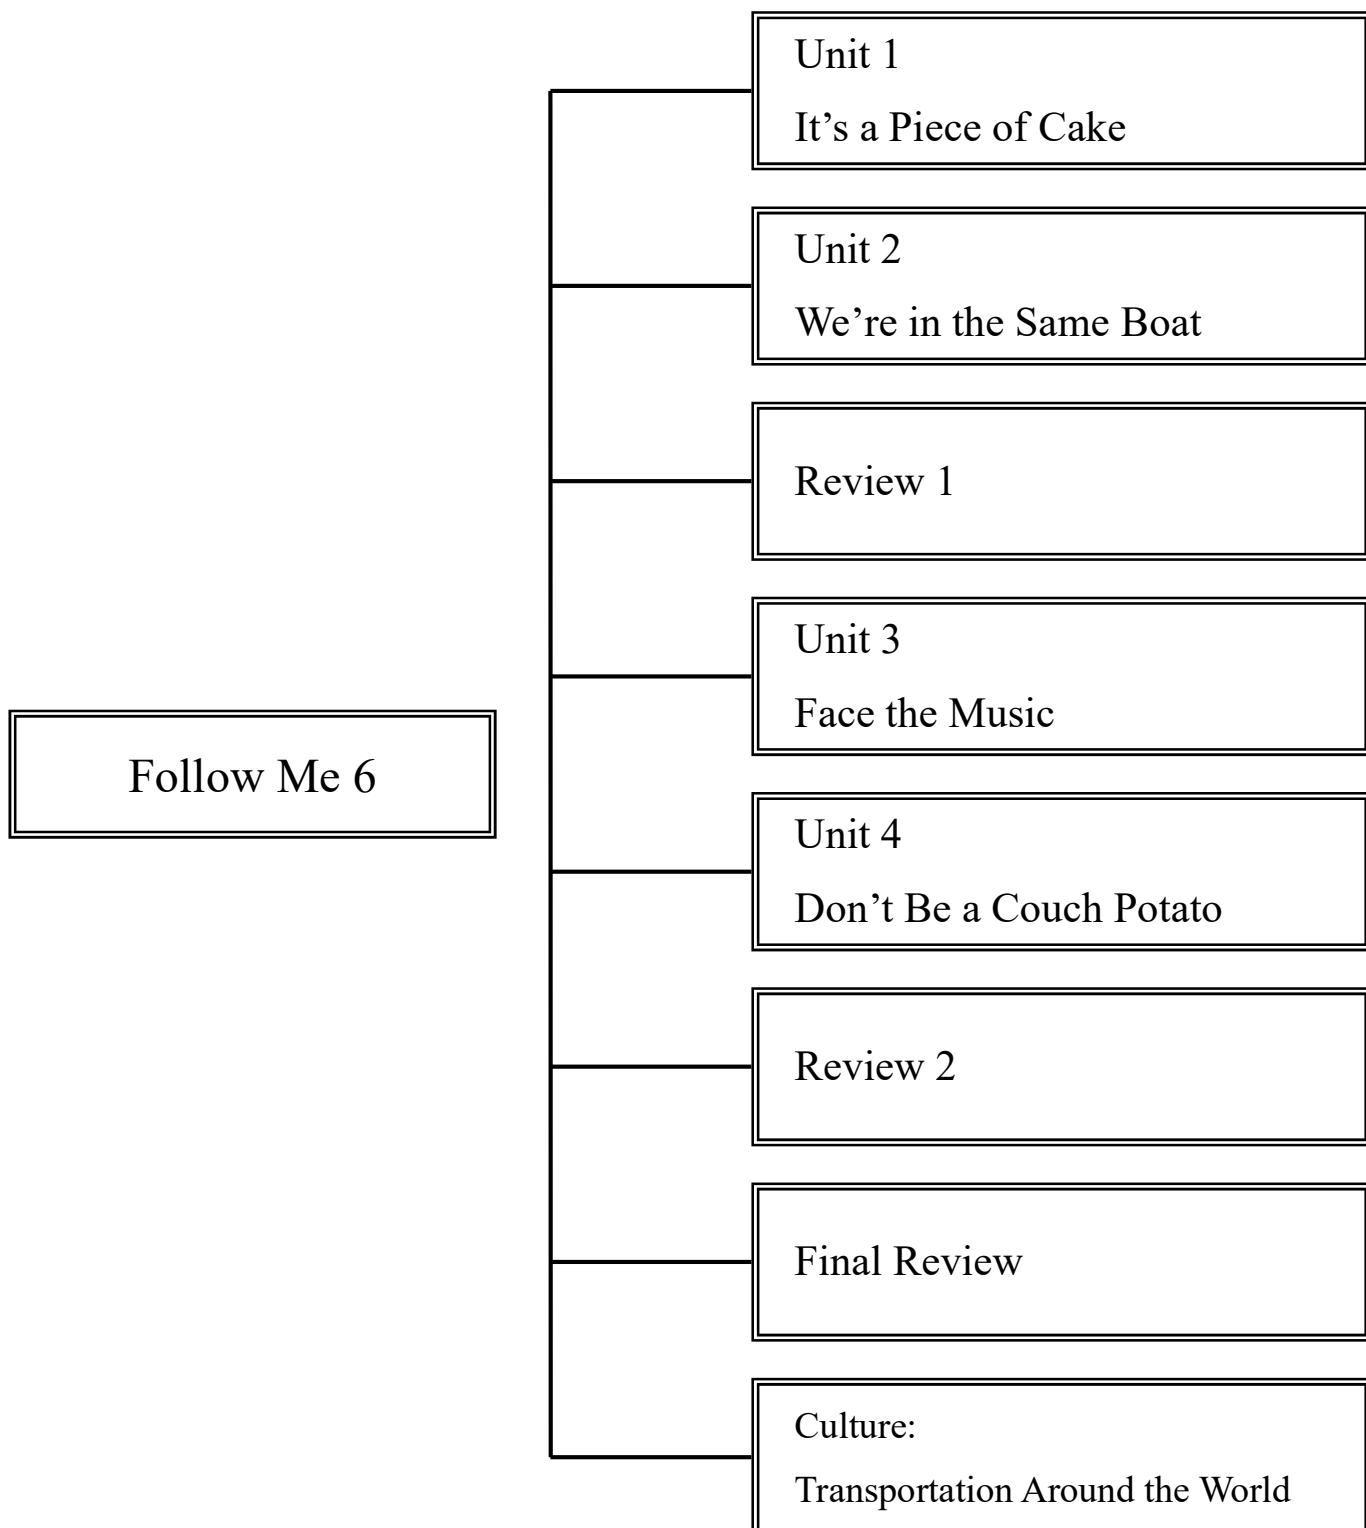 Follow Me 6
Unit 1
It’s a Piece of Cake
Unit 2
We’re in the Same Boat
Review 1
Unit 3
Face the Music
Unit 4
Don’t Be a Couch Potato
Review 2
Final Review
Culture:
Transportation Around the World